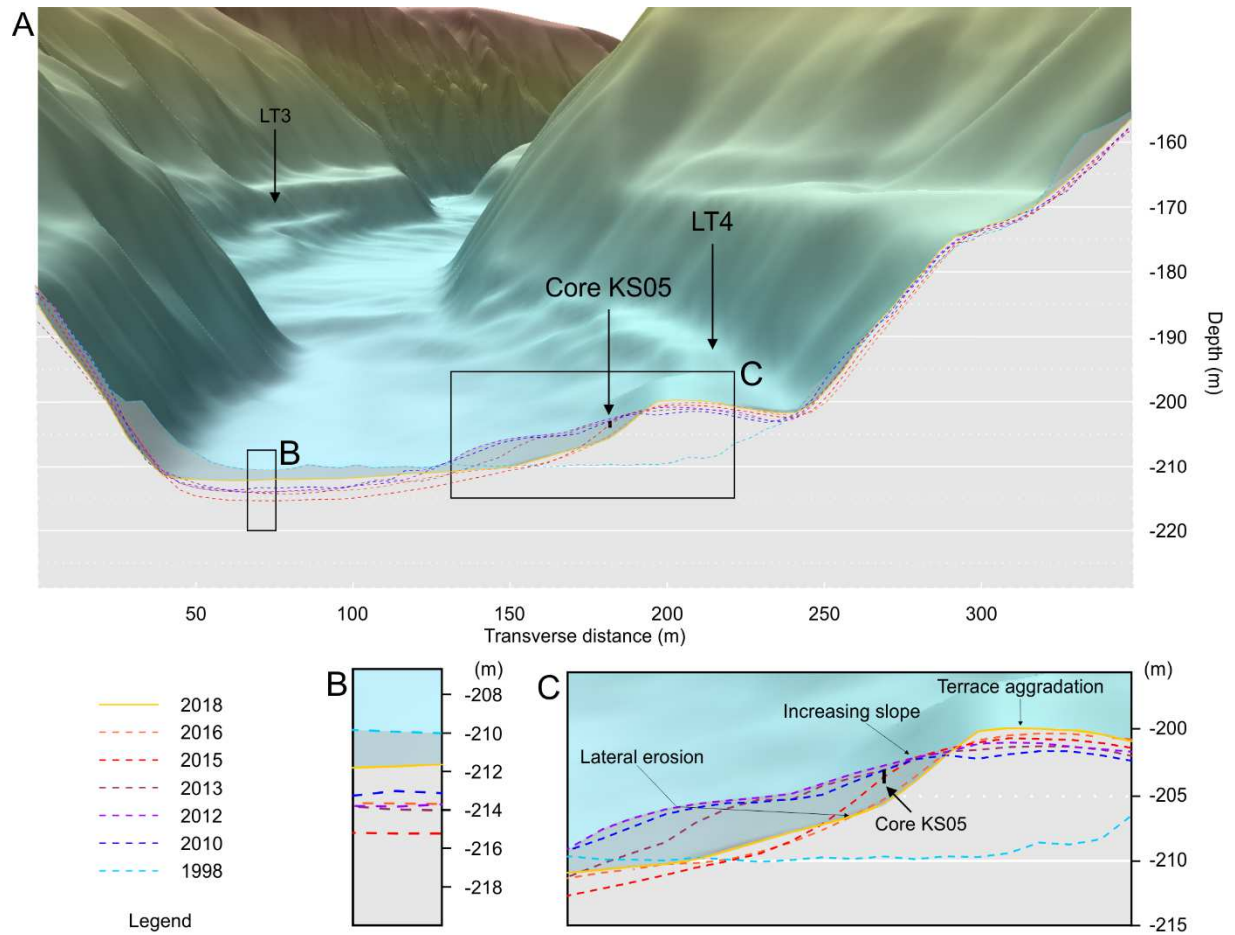 A
LT3
LT4
Core KS05
C
B
-160
-170
-180
-190
-200
-210
-220
Depth (m)
50
100
150
200
250
300
Transverse distance (m)
2018
2016
2015
2013
2012
2010
1998
Legend
B
(m)
-208
-210
-212
-214
-216
-218
C
(m)
Terrace aggradation
Increasing slope
Lateral erosion
Core KS05
-200
-205
-210
-215